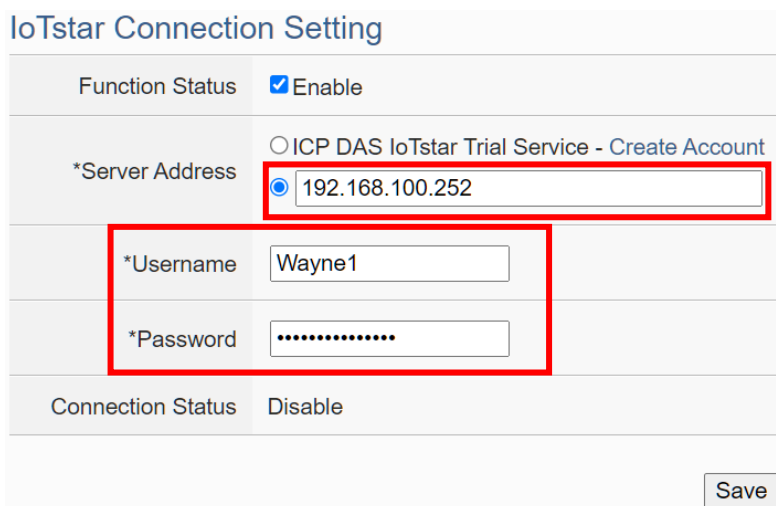 IoTstar Connection Setting
Function Status Enable
ICP DAS IoTstar Trial Service - Create Account
*Server Address
192.168.100.252
*Username Wayne1
*Password •••••••••••••••
Connection Status Disable
Save